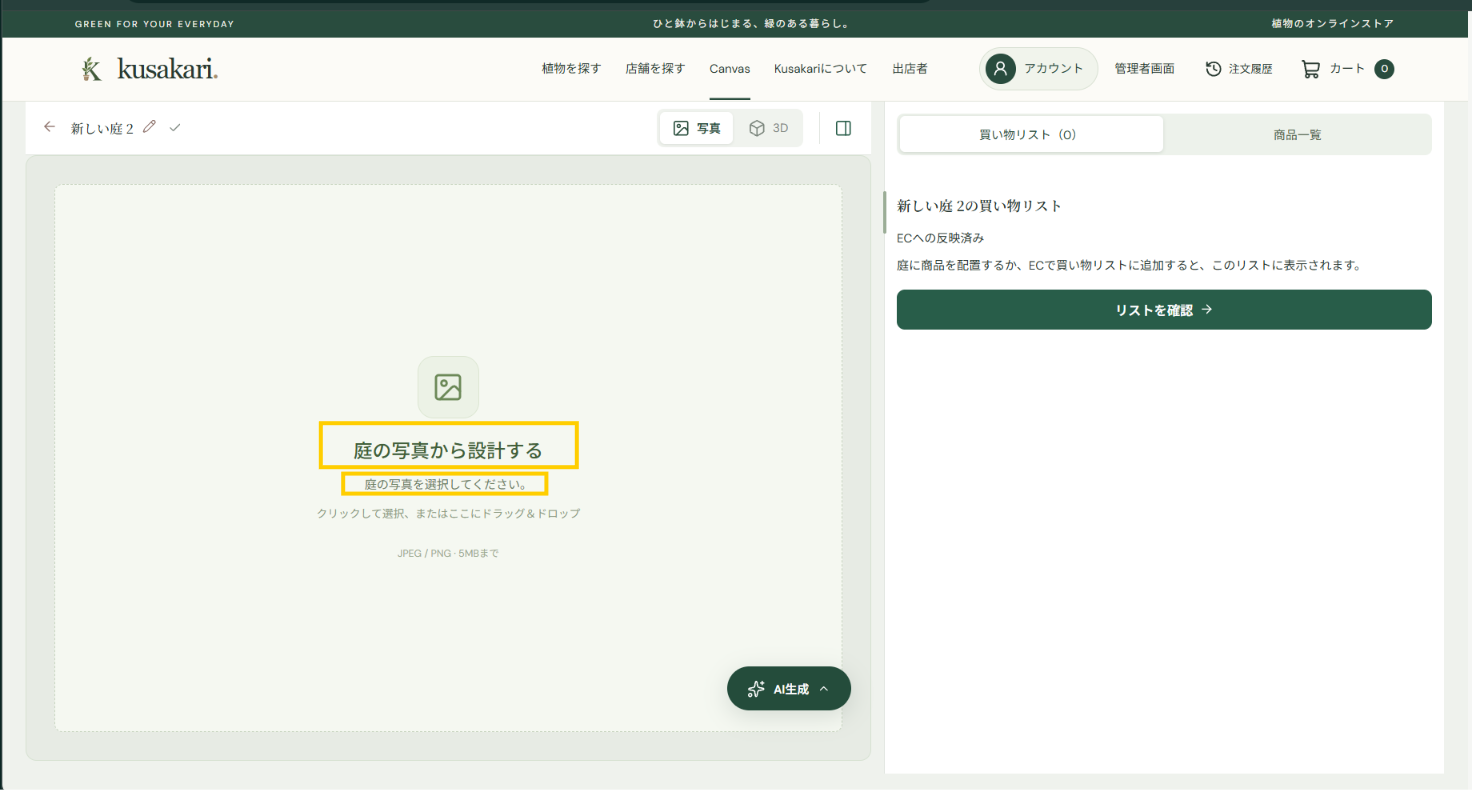 GREEN FOR YOUR EVERYDAY
ひと鉢からはじまる、緑のある暮らし。
植物のオンラインストア
kusakari.
植物を探す
店舗を探す
Canvas
Kusakariについて
出店者
アカウント
管理者画面
注文履歴
カート
0
新しい庭 2
写真
3D
庭の写真から設計する
庭の写真を選択してください。
クリックして選択、またはここにドラッグ＆ドロップ
JPEG / PNG · 5MBまで
AI生成
買い物リスト（0）
商品一覧
新しい庭 2の買い物リスト
ECへの反映済み
庭に商品を配置するか、ECで買い物リストに追加すると、このリストに表示されます。
リストを確認 →